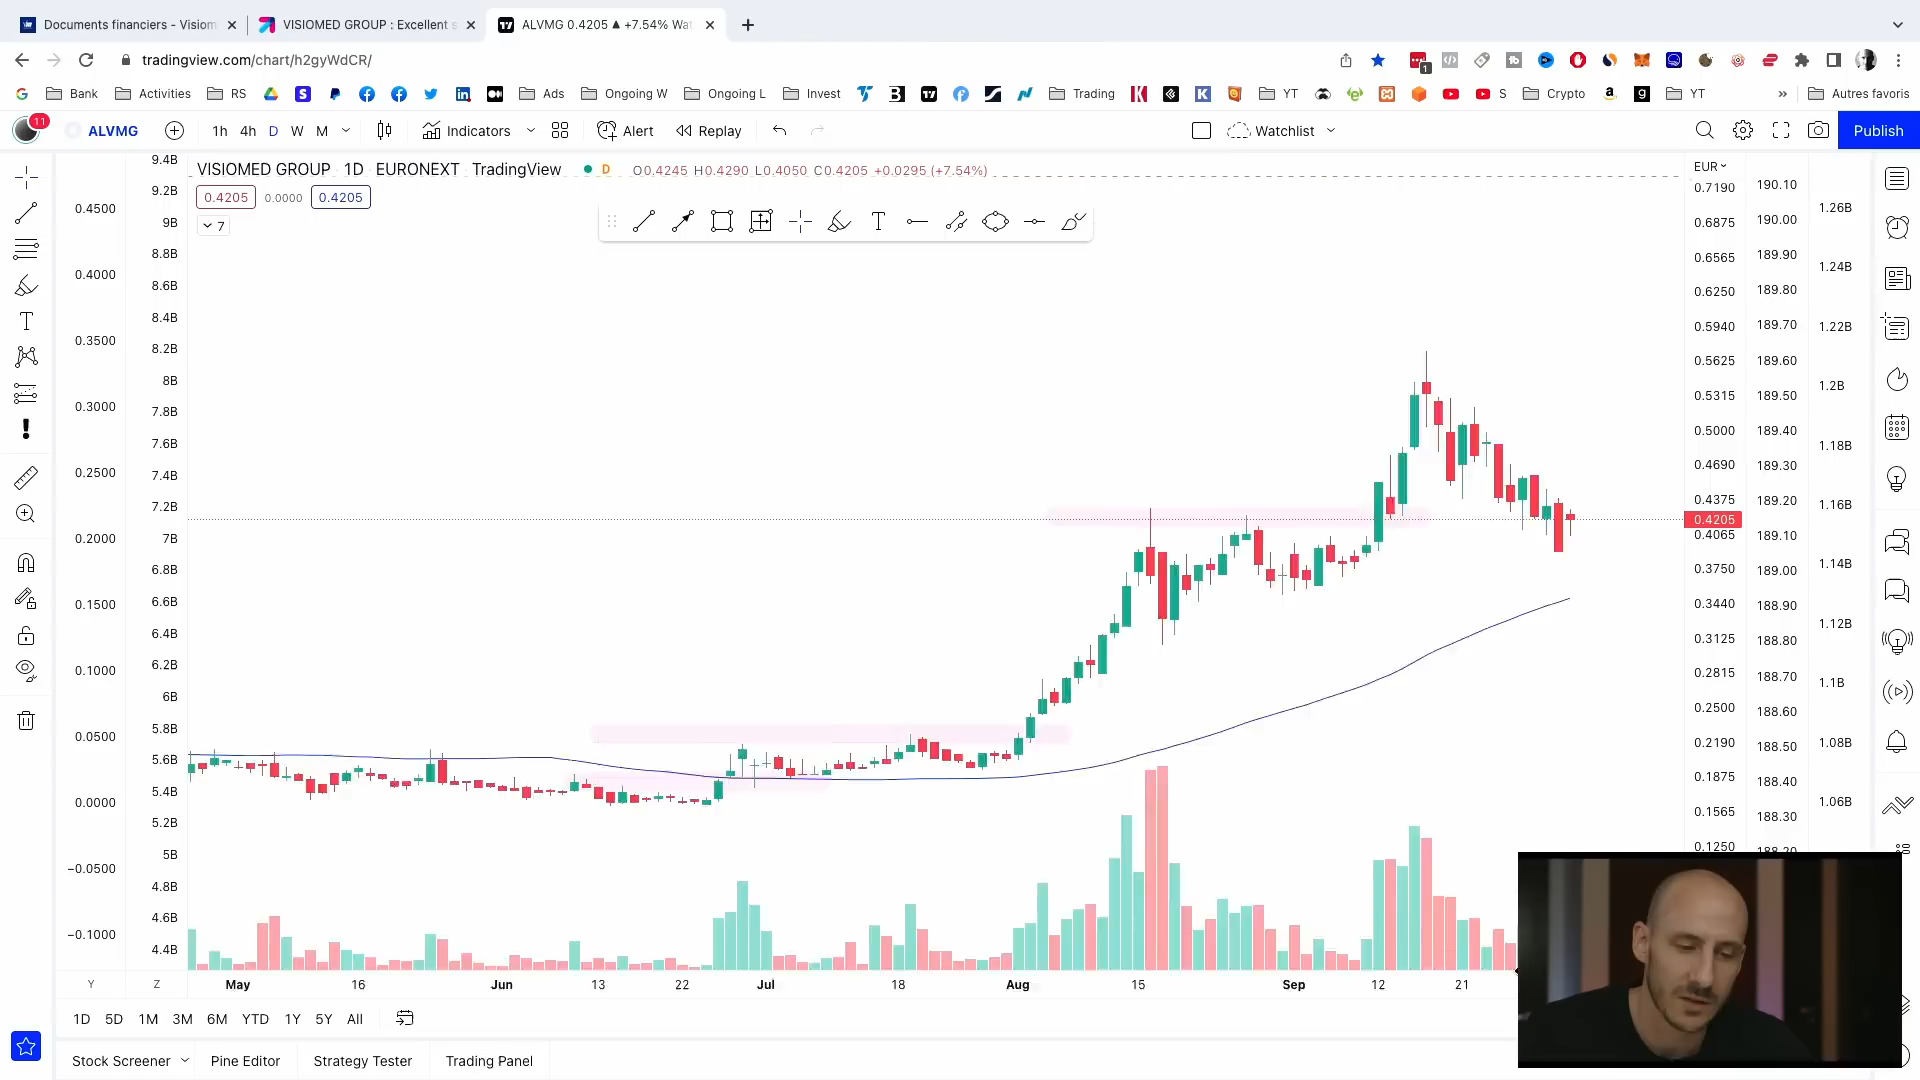 Documents financiers - Visiom
VISIOMED GROUP : Excellent s
ALVMG 0.4205 ▲ +7.54% Wat
tradingview.com/chart/h2gyWdCR/
1
Bank
Activities
RS
Ads
Ongoing W
Ongoing L
Invest
Trading
YT
S
Crypto
YT
»
Autres favoris
11
ALVMG
1h
4h
D
W
M
Indicators
Alert
Replay
Watchlist
Publish
VISIOMED GROUP · 1D · EURONEXT · TradingView
D
O0.4245 H0.4290 L0.4050 C0.4205 +0.0295 (+7.54%)
0.4205
0.0000
0.4205
7
0.4500
0.4000
0.3500
0.3000
0.2500
0.2000
0.1500
0.1000
0.0500
0.0000
−0.0500
−0.1000
Y
9.4B
9.2B
9B
8.8B
8.6B
8.4B
8.2B
8B
7.8B
7.6B
7.4B
7.2B
7B
6.8B
6.6B
6.4B
6.2B
6B
5.8B
5.6B
5.4B
5.2B
5B
4.8B
4.6B
4.4B
Z
EUR
0.7190
0.6875
0.6565
0.6250
0.5940
0.5625
0.5315
0.5000
0.4690
0.4375
0.4205
0.4065
0.3750
0.3440
0.3125
0.2815
0.2500
0.2190
0.1875
0.1565
0.1250
190.10
190.00
189.90
189.80
189.70
189.60
189.50
189.40
189.30
189.20
189.10
189.00
188.90
188.80
188.70
188.60
188.50
188.40
188.30
188.20
1.26B
1.24B
1.22B
1.2B
1.18B
1.16B
1.14B
1.12B
1.1B
1.08B
1.06B
May
16
Jun
13
22
Jul
18
Aug
15
Sep
12
21
1D
5D
1M
3M
6M
YTD
1Y
5Y
All
Stock Screener
Pine Editor
Strategy Tester
Trading Panel